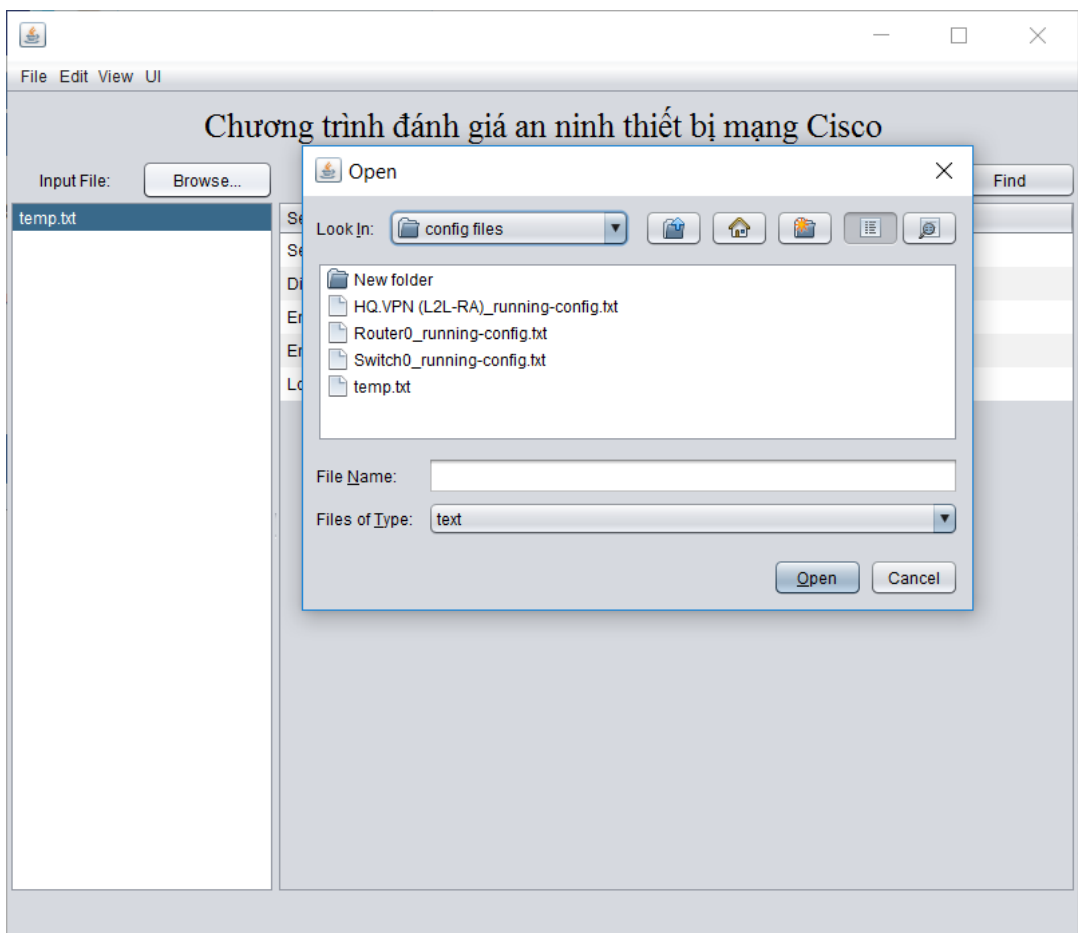 File Edit View UI
Chương trình đánh giá an ninh thiết bị mạng Cisco
Input File: Browse... Find
temp.txt
Open
Look In: config files
New folder
HQ.VPN (L2L-RA)_running-config.txt
Router0_running-config.txt
Switch0_running-config.txt
temp.txt
File Name:
Files of Type: text
Open Cancel